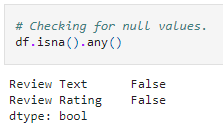 # Checking for null values.
df.isna().any()
Review Text False
Review Rating False
dtype: bool